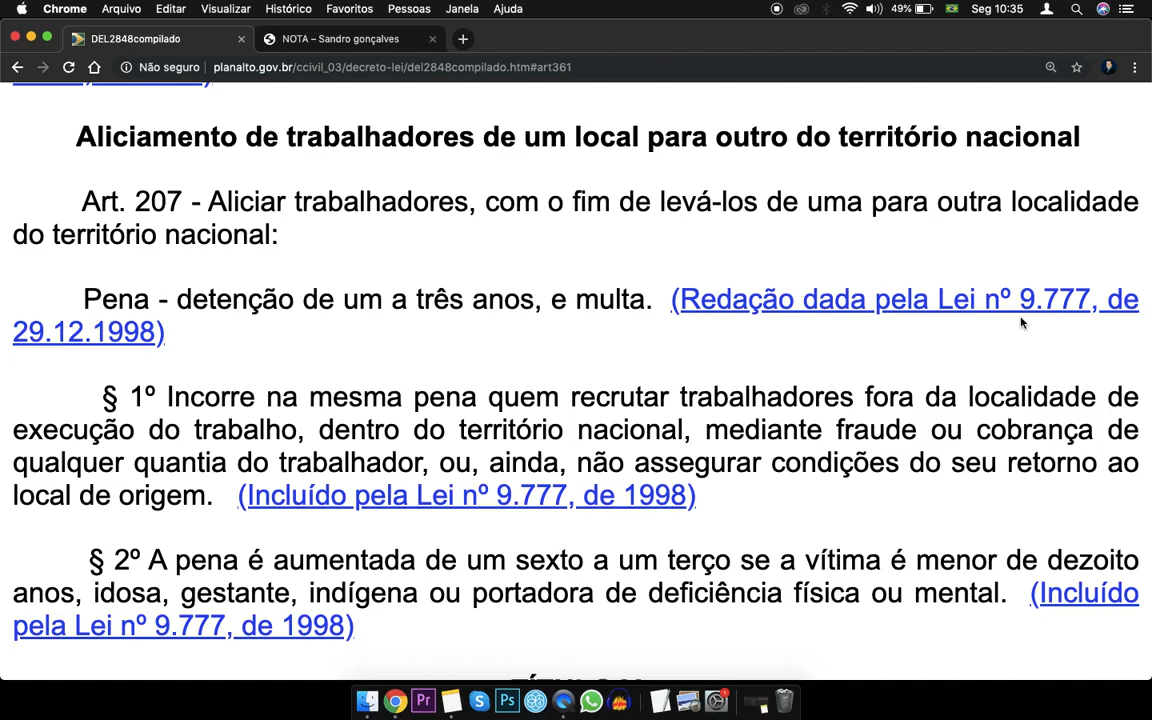 Chrome Arquivo Editar Visualizar Histórico Favoritos Pessoas Janela Ajuda 49% Seg 10:35
DEL2848compilado NOTA – Sandro gonçalves
Não seguro planalto.gov.br/ccivil_03/decreto-lei/del2848compilado.htm#art361
Aliciamento de trabalhadores de um local para outro do território nacional
Art. 207 - Aliciar trabalhadores, com o fim de levá-los de uma para outra localidade
do território nacional:
Pena - detenção de um a três anos, e multa. (Redação dada pela Lei nº 9.777, de
29.12.1998)
§ 1º Incorre na mesma pena quem recrutar trabalhadores fora da localidade de
execução do trabalho, dentro do território nacional, mediante fraude ou cobrança de
qualquer quantia do trabalhador, ou, ainda, não assegurar condições do seu retorno ao
local de origem. (Incluído pela Lei nº 9.777, de 1998)
§ 2º A pena é aumentada de um sexto a um terço se a vítima é menor de dezoito
anos, idosa, gestante, indígena ou portadora de deficiência física ou mental. (Incluído
pela Lei nº 9.777, de 1998)
Pr Ps